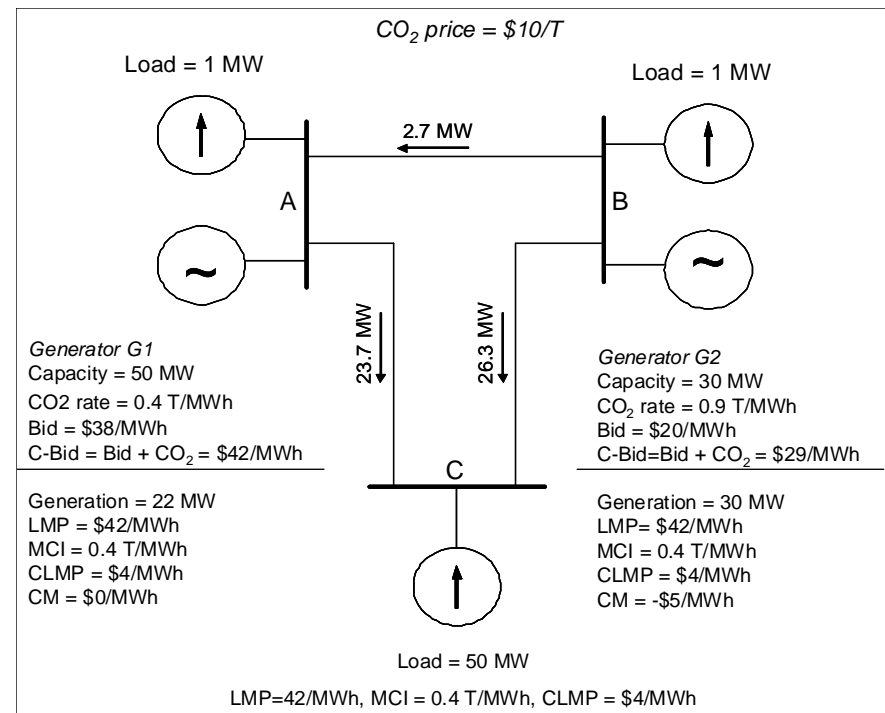 CO₂ price = $10/T
Load = 1 MW
Load = 1 MW
2.7 MW
A
B
~
~
23.7 MW
26.3 MW
Generator G1
Capacity = 50 MW
CO2 rate = 0.4 T/MWh
Bid = $38/MWh
C-Bid = Bid + CO₂ = $42/MWh
Generation = 22 MW
LMP = $42/MWh
MCI = 0.4 T/MWh
CLMP = $4/MWh
CM = $0/MWh
Generator G2
Capacity = 30 MW
CO₂ rate = 0.9 T/MWh
Bid = $20/MWh
C-Bid=Bid + CO₂ = $29/MWh
Generation = 30 MW
LMP= $42/MWh
MCI = 0.4 T/MWh
CLMP = $4/MWh
CM = -$5/MWh
C
Load = 50 MW
LMP=42/MWh, MCI = 0.4 T/MWh, CLMP = $4/MWh